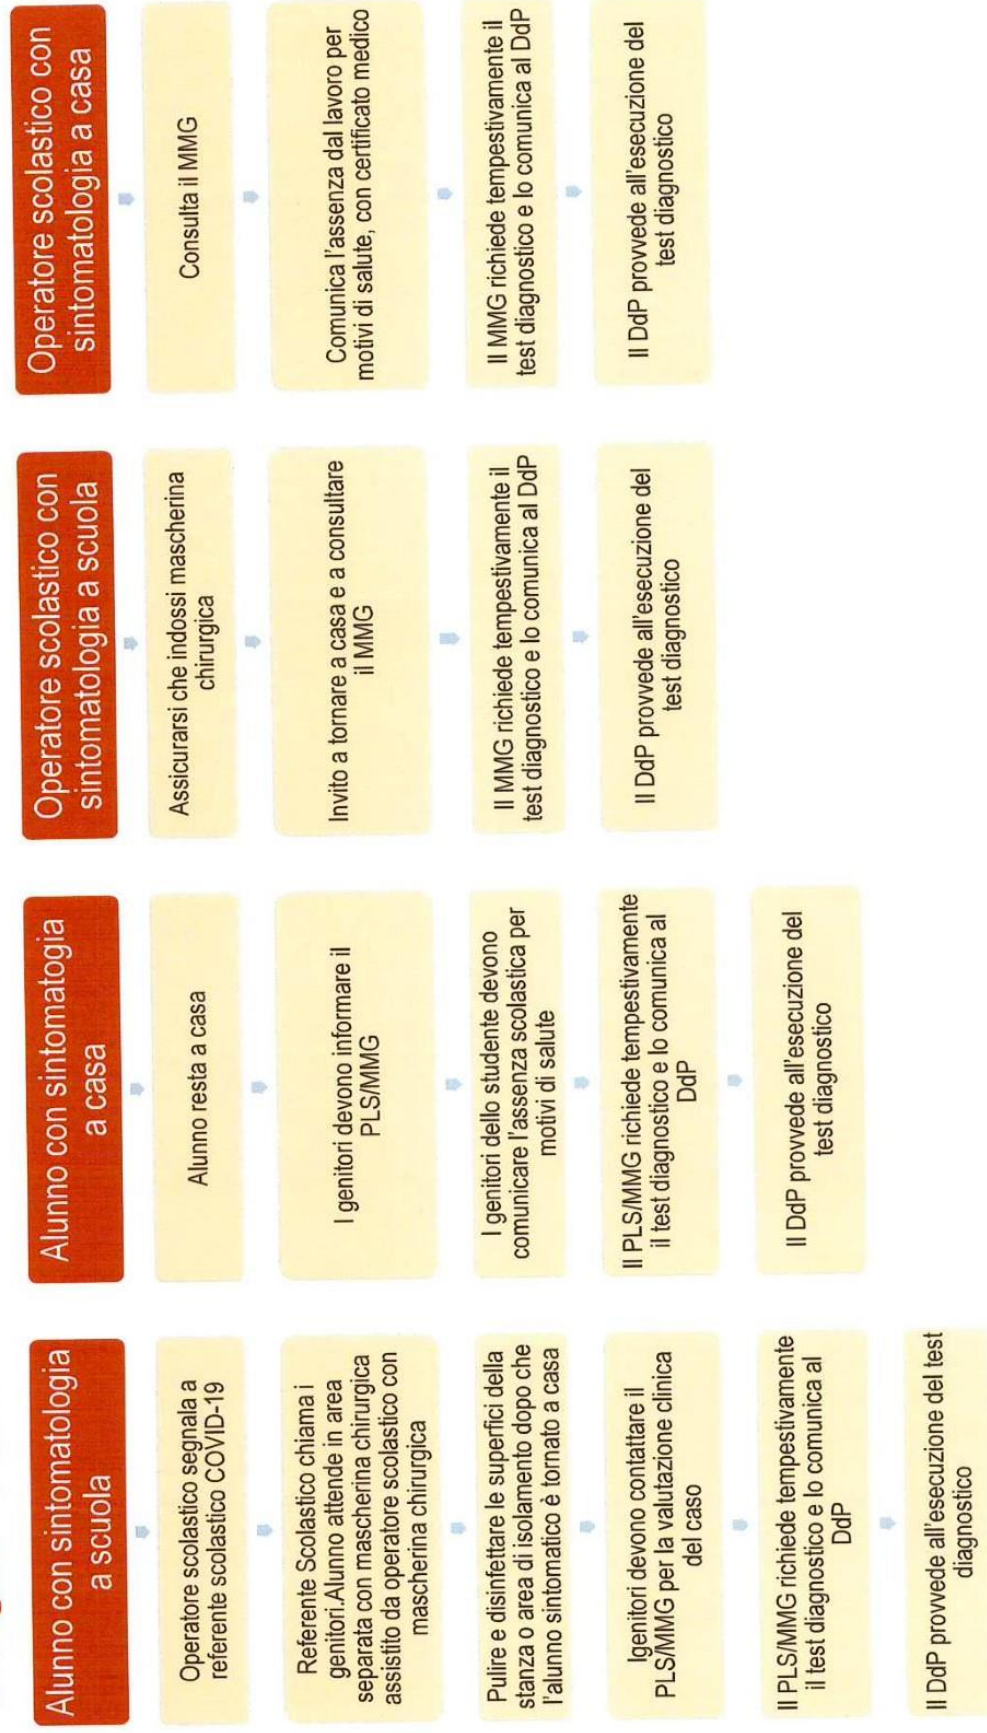 Alunno con sintomatologia
a scuola
Operatore scolastico segnala a
referente scolastico COVID-19
Referente Scolastico chiama i
genitori.Alunno attende in area
separata con mascherina chirurgica
assistito da operatore scolastico con
mascherina chirurgica
Pulire e disinfettare le superfici della
stanza o area di isolamento dopo che
l'alunno sintomatico è tornato a casa
Igenitori devono contattare il
PLS/MMG per la valutazione clinica
del caso
Il PLS/MMG richiede tempestivamente
il test diagnostico e lo comunica al
DdP
Il DdP provvede all'esecuzione del test
diagnostico
Alunno con sintomatogia
a casa
Alunno resta a casa
I genitori devono informare il
PLS/MMG
I genitori dello studente devono
comunicare l'assenza scolastica per
motivi di salute
Il PLS/MMG richiede tempestivamente
il test diagnostico e lo comunica al
DdP
Il DdP provvede all'esecuzione del
test diagnostico
Operatore scolastico con
sintomatologia a scuola
Assicurarsi che indossi mascherina
chirurgica
Invito a tornare a casa e a consultare
il MMG
Il MMG richiede tempestivamente il
test diagnostico e lo comunica al DdP
Il DdP provvede all'esecuzione del
test diagnostico
Operatore scolastico con
sintomatologia a casa
Consulta il MMG
Comunica l'assenza dal lavoro per
motivi di salute, con certificato medico
Il MMG richiede tempestivamente il
test diagnostico e lo comunica al DdP
Il DdP provvede all'esecuzione del
test diagnostico